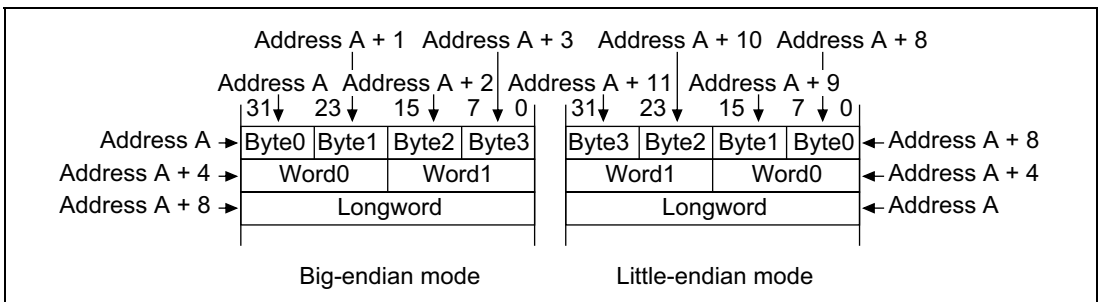 Address A + 1 Address A + 3 Address A + 10 Address A + 8
Address A Address A + 2 Address A + 11 Address A + 9
31 23 15 7 0 31 23 15 7 0
Address A Byte0 Byte1 Byte2 Byte3 Byte3 Byte2 Byte1 Byte0 Address A + 8
Address A + 4 Word0 Word1 Word1 Word0 Address A + 4
Address A + 8 Longword Longword Address A
Big-endian mode Little-endian mode